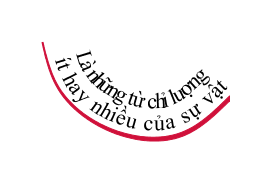 Là những từ chỉ lượng
ít hay nhiều của sự vật